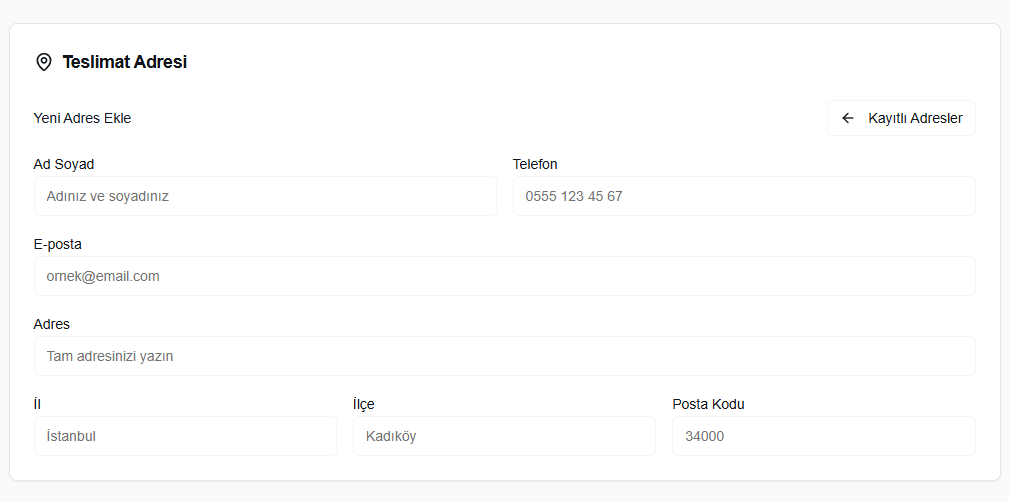 Teslimat Adresi
Yeni Adres Ekle
Kayıtlı Adresler
Ad Soyad
Telefon
Adınız ve soyadınız
0555 123 45 67
E-posta
ornek@email.com
Adres
Tam adresinizi yazın
İl
İlçe
Posta Kodu
İstanbul
Kadıköy
34000